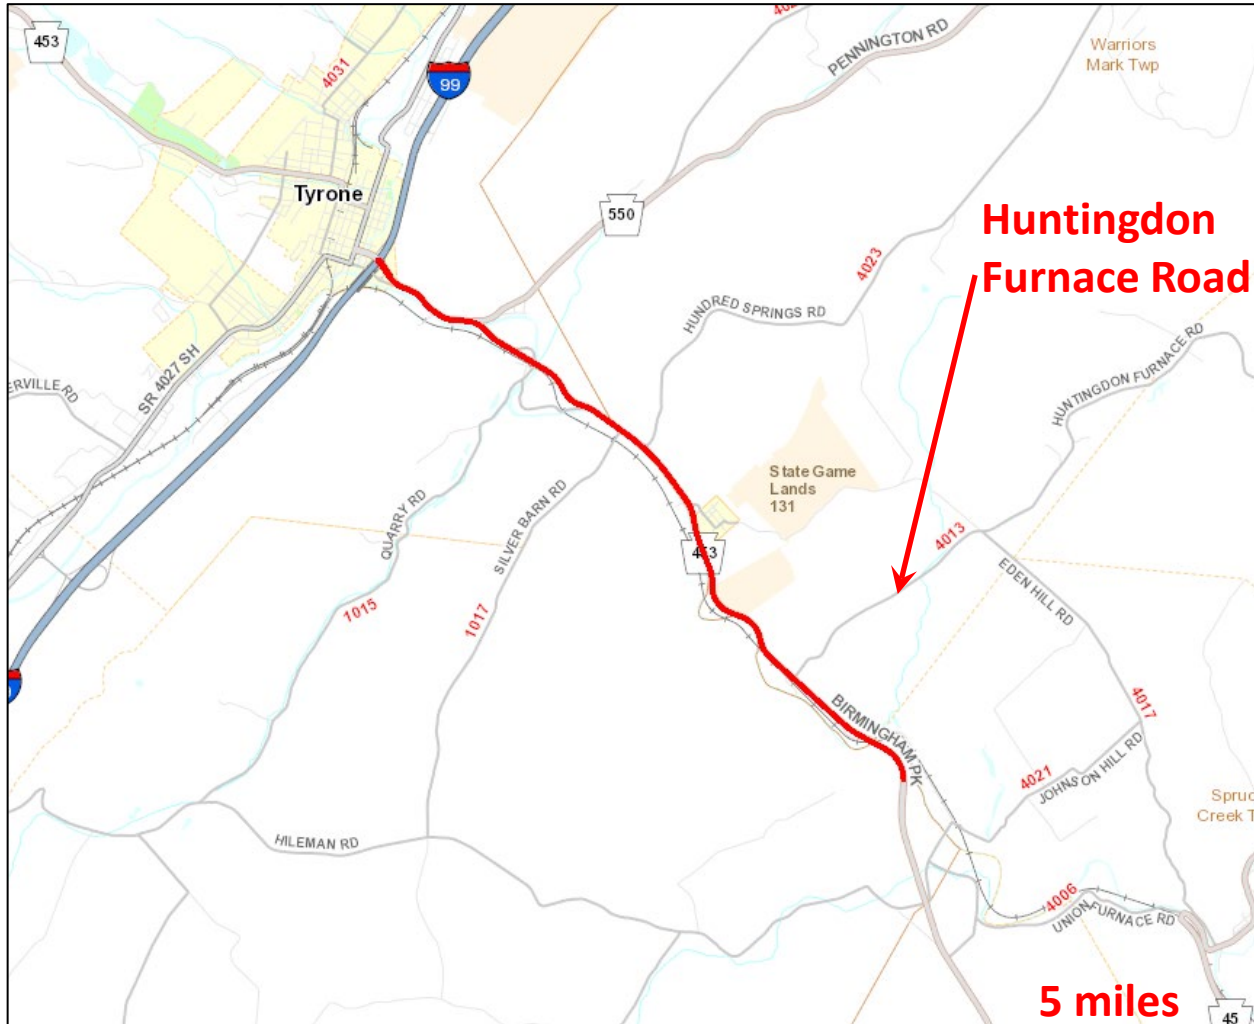 453
4031
99
PENNINGTON RD
Warriors
Mark Twp
Tyrone
550
Huntingdon
Furnace Road
4023
HUNDRED SPRINGS RD
HUNTINGDON FURNACE RD
SR 4027 SH
ERVILLE RD
State Game
Lands
131
QUARRY RD
SILVER BARN RD
453
4013
EDEN HILL RD
1015
1017
4017
BIRMINGHAM PK
4021
JOHNSON HILL RD
Spruc
Creek T
HILEMAN RD
4006
UNION FURNACE RD
5 miles
45